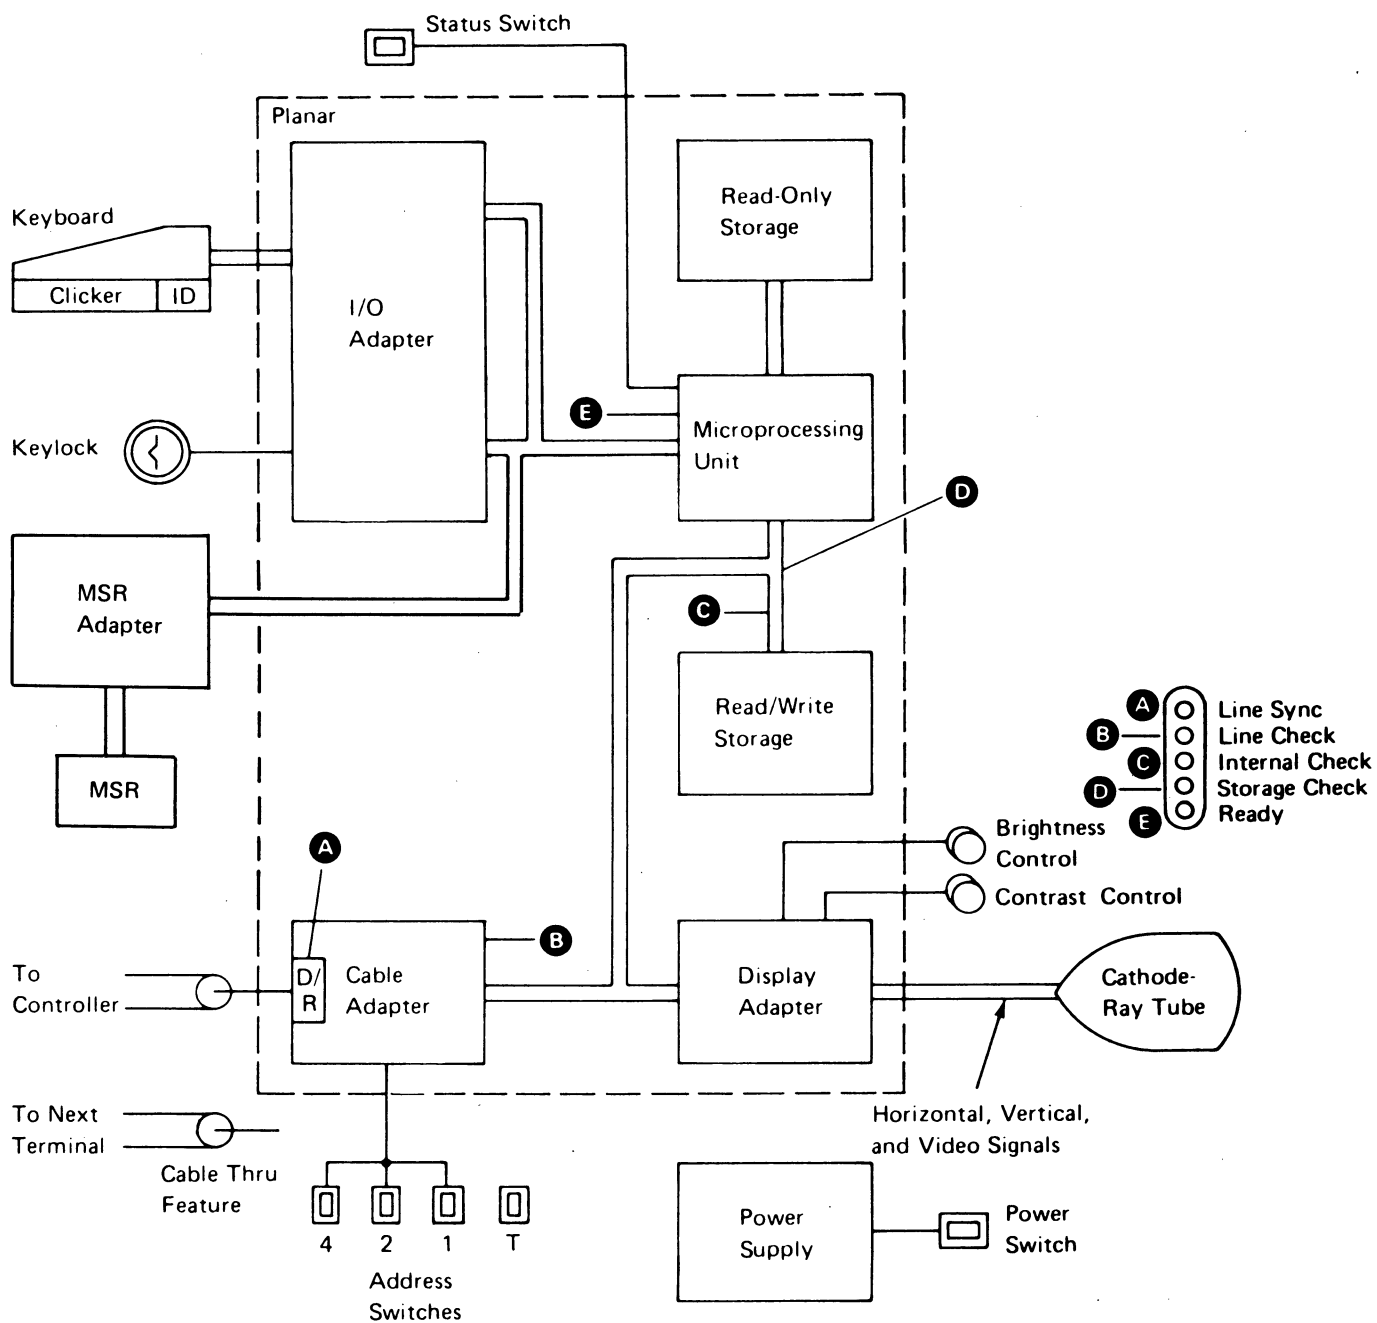 Status Switch
Planar
Read-Only
Storage
Keyboard
Clicker
ID
I/O
Adapter
E
Microprocessing
Unit
Keylock
D
MSR
Adapter
C
Read/Write
Storage
MSR
A
Line Sync
B
Line Check
C
Internal Check
D
Storage Check
E
Ready
Brightness
Control
Contrast Control
A
B
To
Controller
D/
R
Cable
Adapter
Display
Adapter
Cathode-
Ray Tube
To Next
Terminal
Horizontal, Vertical,
and Video Signals
Cable Thru
Feature
4
2
1
T
Address
Switches
Power
Supply
Power
Switch